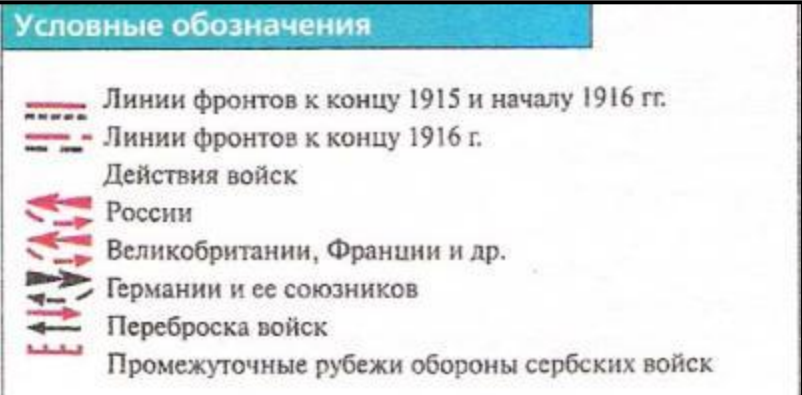 Условные обозначения
Линии фронтов к концу 1915 и началу 1916 гг.
Линии фронтов к концу 1916 г.
Действия войск
России
Великобритании, Франции и др.
Германии и ее союзников
Переброска войск
Промежуточные рубежи обороны сербских войск